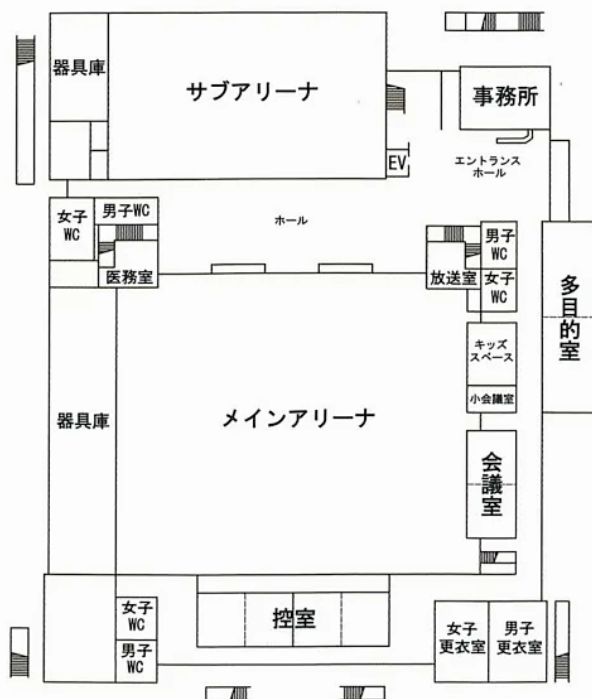 器具庫
サブアリーナ
事務所
EV
エントランス
ホール
女子
WC
男子WC
ホール
医務室
放送室
男子
WC
女子
WC
多目的室
キッズ
スペース
小会議室
器具庫
メインアリーナ
会議室
女子
WC
男子
WC
控室
女子
更衣室
男子
更衣室